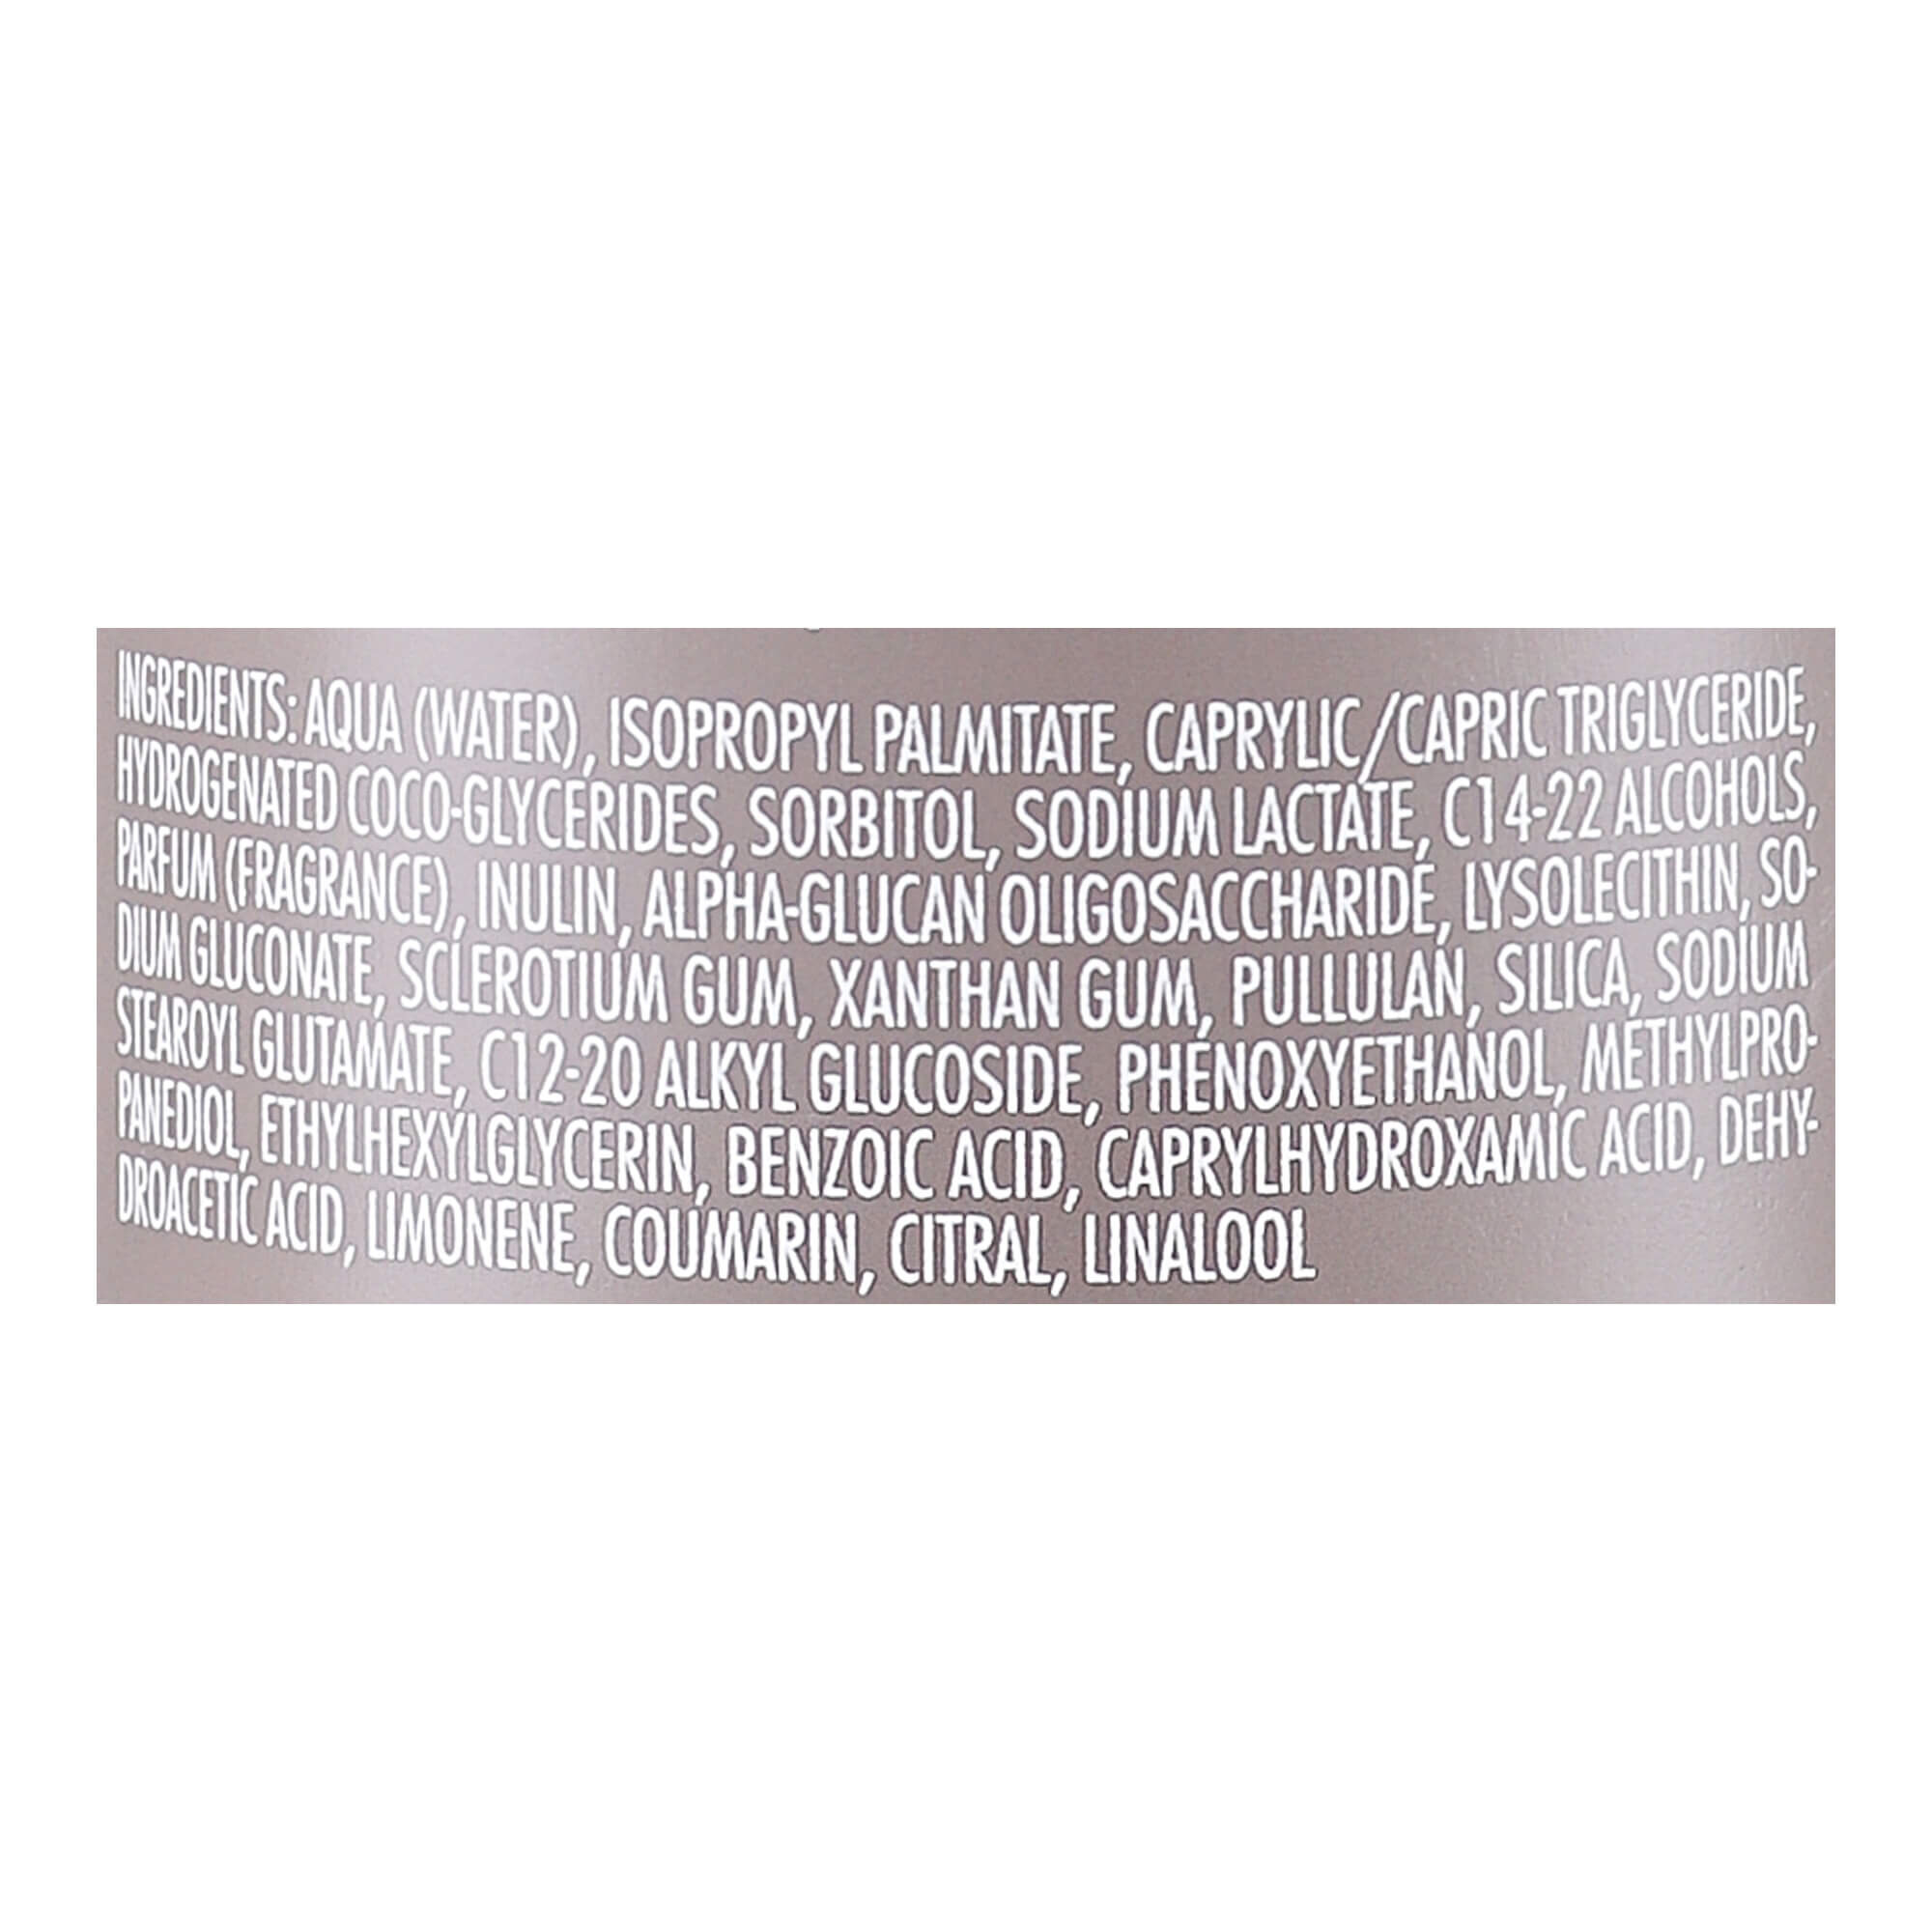 INGREDIENTS: AQUA (WATER), ISOPROPYL PALMITATE, CAPRYLIC/CAPRIC TRIGLYCERIDE,
HYDROGENATED COCO-GLYCERIDES, SORBITOL, SODIUM LACTATE, C14-22 ALCOHOLS,
PARFUM (FRAGRANCE), INULIN, ALPHA-GLUCAN OLIGOSACCHARIDE, LYSOLECITHIN, SO-
DIUM GLUCONATE, SCLEROTIUM GUM, XANTHAN GUM, PULLULAN, SILICA, SODIUM
STEAROYL GLUTAMATE, C12-20 ALKYL GLUCOSIDE, PHENOXYETHANOL, METHYLPRO-
PANEDIOL, ETHYLHEXYLGLYCERIN, BENZOIC ACID, CAPRYLHYDROXAMIC ACID, DEHY-
DROACETIC ACID, LIMONENE, COUMARIN, CITRAL, LINALOOL